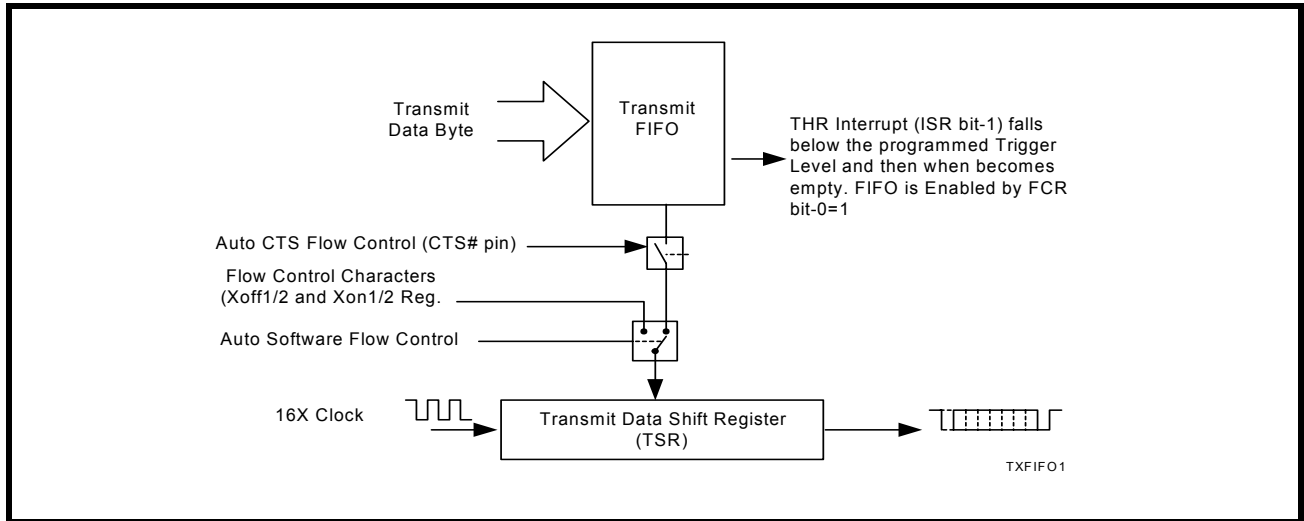 Transmit
Data Byte
Transmit
FIFO
THR Interrupt (ISR bit-1) falls
below the programmed Trigger
Level and then when becomes
empty. FIFO is Enabled by FCR
bit-0=1
Auto CTS Flow Control (CTS# pin)
Flow Control Characters
(Xoff1/2 and Xon1/2 Reg.
Auto Software Flow Control
16X Clock
Transmit Data Shift Register
(TSR)
TXFIFO1